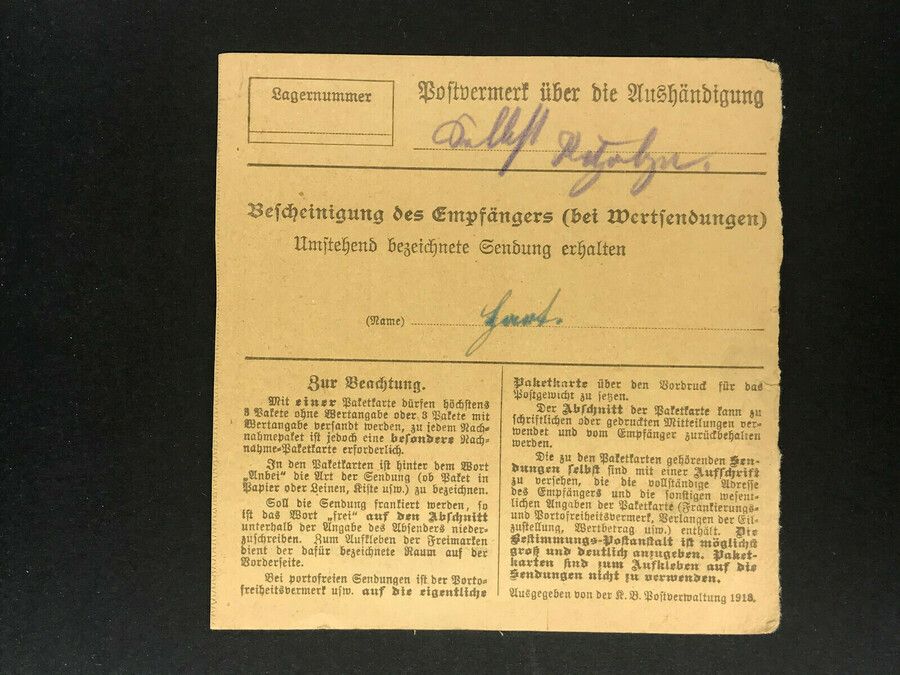 Lagernummer
Postvermerk über die Aushändigung
Selbst
Bescheinigung des Empfängers (bei Wertsendungen)
Umstehend bezeichnete Sendung erhalten
(Name)
Zur Beachtung.
Mit einer Paketkarte dürfen höchstens
3 Pakete ohne Wertangabe oder 3 Pakete mit
Wertangabe versandt werden, zu jedem Nach-
nahmepaket ist jedoch eine besondere Nach-
nahme-Paketkarte erforderlich.
In den Paketkarten ist hinter dem Wort
„Anbei" die Art der Sendung (ob Paket in
Papier oder Leinen, Kiste usw.) zu bezeichnen.
Soll die Sendung frankiert werden, so
ist das Wort „frei" auf den Abschnitt
unterhalb der Angabe des Absenders nieder-
zuschreiben. Zum Aufkleben der Freimarken
dient der dafür bezeichnete Raum auf der
Vorderseite.
Bei portofreien Sendungen ist der Porto-
freiheitsvermerk usw. auf die eigentliche
Paketkarte über den Vordruck für das
Postgewicht zu setzen.
Der Abschnitt der Paketkarte kann zu
schriftlichen oder gedruckten Mitteilungen ver-
wendet und vom Empfänger zurückbehalten
werden.
Die zu den Paketkarten gehörenden Sen-
dungen selbst sind mit einer Aufschrift
zu versehen, die die vollständige Adresse
des Empfängers und die sonstigen wesent-
lichen Angaben der Paketkarte (Frankierungs-
und Portofreiheitsvermerk, Verlangen der Eil-
zustellung, Wertbetrag usw.) enthält. Die
Bestimmungs-Postanstalt ist möglichst
groß und deutlich anzugeben. Paket-
karten sind zum Aufkleben auf die
Sendungen nicht zu verwenden.
Ausgegeben von der K. B. Postverwaltung 1918.